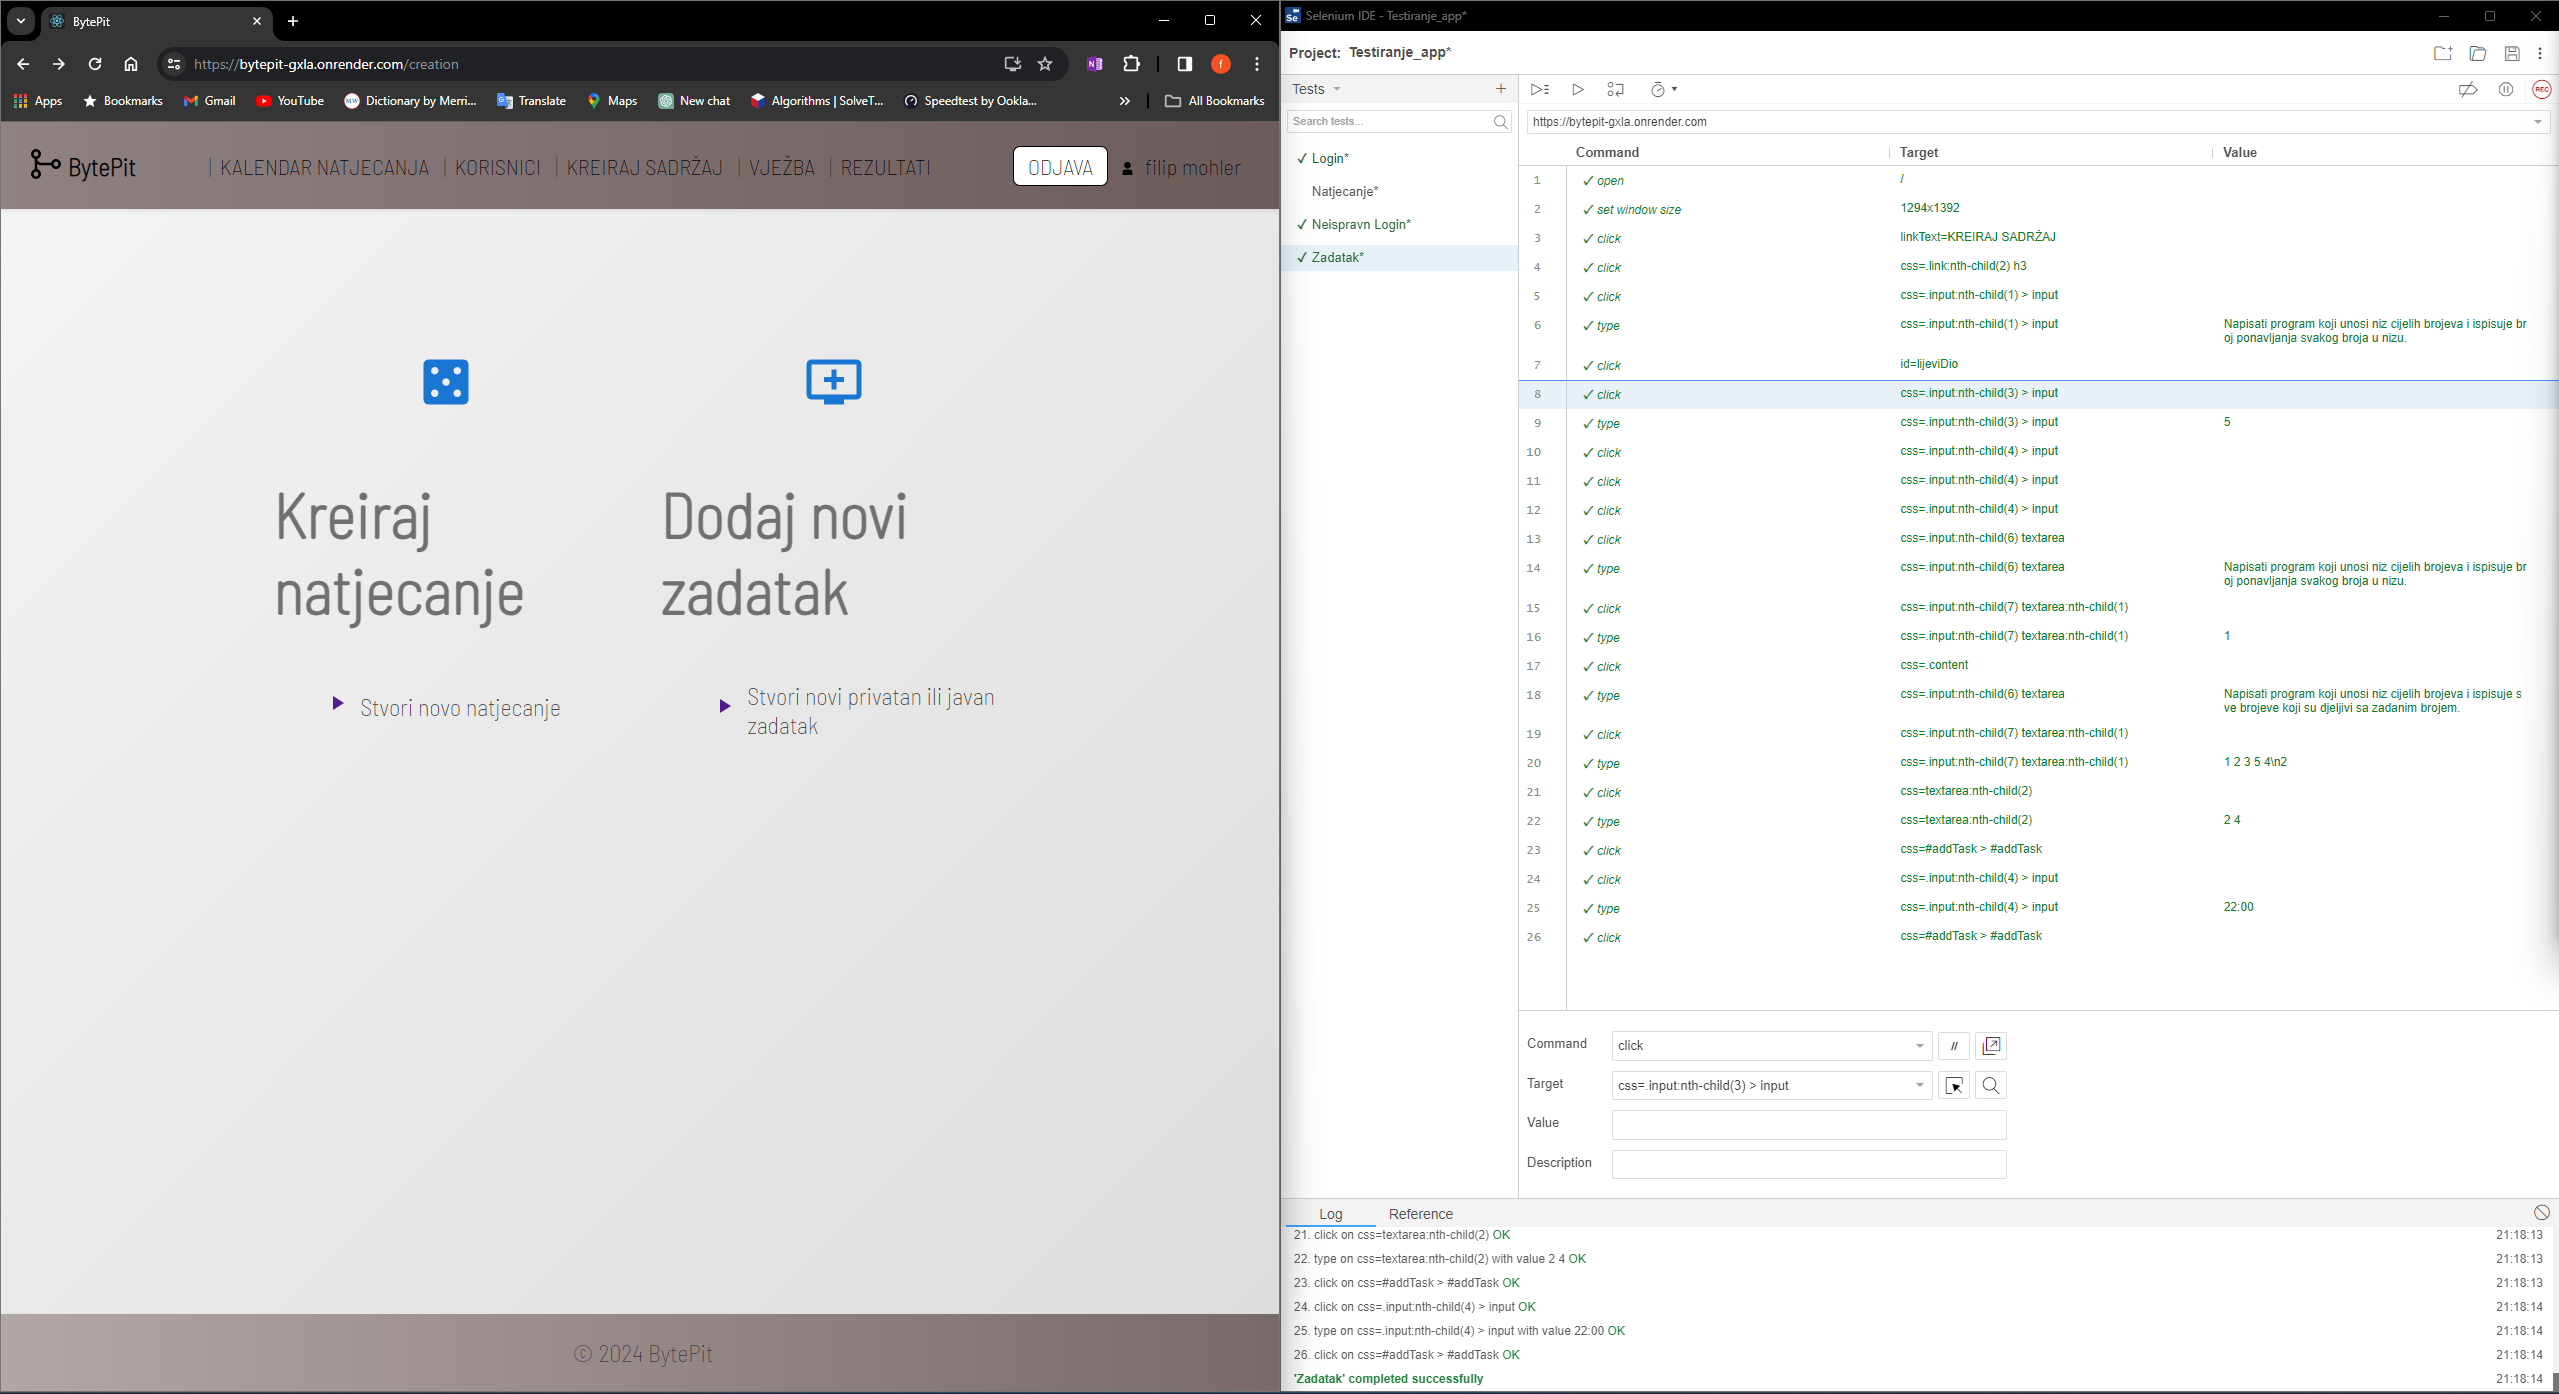 BytePit
https://bytepit-gxla.onrender.com/creation
Apps
Bookmarks
Gmail
YouTube
Dictionary by Merri...
Translate
Maps
New chat
Algorithms | SolveT...
Speedtest by Ookla...
All Bookmarks
BytePit
KALENDAR NATJECANJA
KORISNICI
KREIRAJ SADRŽAJ
VJEŽBA
REZULTATI
ODJAVA
filip mohler
Kreiraj
natjecanje
Stvori novo natjecanje
Dodaj novi
zadatak
Stvori novi privatan ili javan
zadatak
© 2024 BytePit
Selenium IDE - Testiranje_app*
Project: Testiranje_app*
Tests
Search tests...
✓ Login*
Natjecanje*
✓ Neispravn Login*
✓ Zadatak*
REC
https://bytepit-gxla.onrender.com
Command Target Value
1 ✓ open /
2 ✓ set window size 1294x1392
3 ✓ click linkText=KREIRAJ SADRŽAJ
4 ✓ click css=.link:nth-child(2) h3
5 ✓ click css=.input:nth-child(1) > input
6 ✓ type css=.input:nth-child(1) > input Napisati program koji unosi niz cijelih brojeva i ispisuje br
oj ponavljanja svakog broja u nizu.
7 ✓ click id=lijeviDio
8 ✓ click css=.input:nth-child(3) > input
9 ✓ type css=.input:nth-child(3) > input 5
10 ✓ click css=.input:nth-child(4) > input
11 ✓ click css=.input:nth-child(4) > input
12 ✓ click css=.input:nth-child(4) > input
13 ✓ click css=.input:nth-child(6) textarea
14 ✓ type css=.input:nth-child(6) textarea Napisati program koji unosi niz cijelih brojeva i ispisuje br
oj ponavljanja svakog broja u nizu.
15 ✓ click css=.input:nth-child(7) textarea:nth-child(1)
16 ✓ type css=.input:nth-child(7) textarea:nth-child(1) 1
17 ✓ click css=.content
18 ✓ type css=.input:nth-child(6) textarea Napisati program koji unosi niz cijelih brojeva i ispisuje s
ve brojeve koji su djeljivi sa zadanim brojem.
19 ✓ click css=.input:nth-child(7) textarea:nth-child(1)
20 ✓ type css=.input:nth-child(7) textarea:nth-child(1) 1 2 3 5 4\n2
21 ✓ click css=textarea:nth-child(2)
22 ✓ type css=textarea:nth-child(2) 2 4
23 ✓ click css=#addTask > #addTask
24 ✓ click css=.input:nth-child(4) > input
25 ✓ type css=.input:nth-child(4) > input 22:00
26 ✓ click css=#addTask > #addTask
Command click //
Target css=.input:nth-child(3) > input
Value
Description
Log Reference
21. click on css=textarea:nth-child(2) OK 21:18:13
22. type on css=textarea:nth-child(2) with value 2 4 OK 21:18:13
23. click on css=#addTask > #addTask OK 21:18:13
24. click on css=.input:nth-child(4) > input OK 21:18:14
25. type on css=.input:nth-child(4) > input with value 22:00 OK 21:18:14
26. click on css=#addTask > #addTask OK 21:18:14
'Zadatak' completed successfully 21:18:14